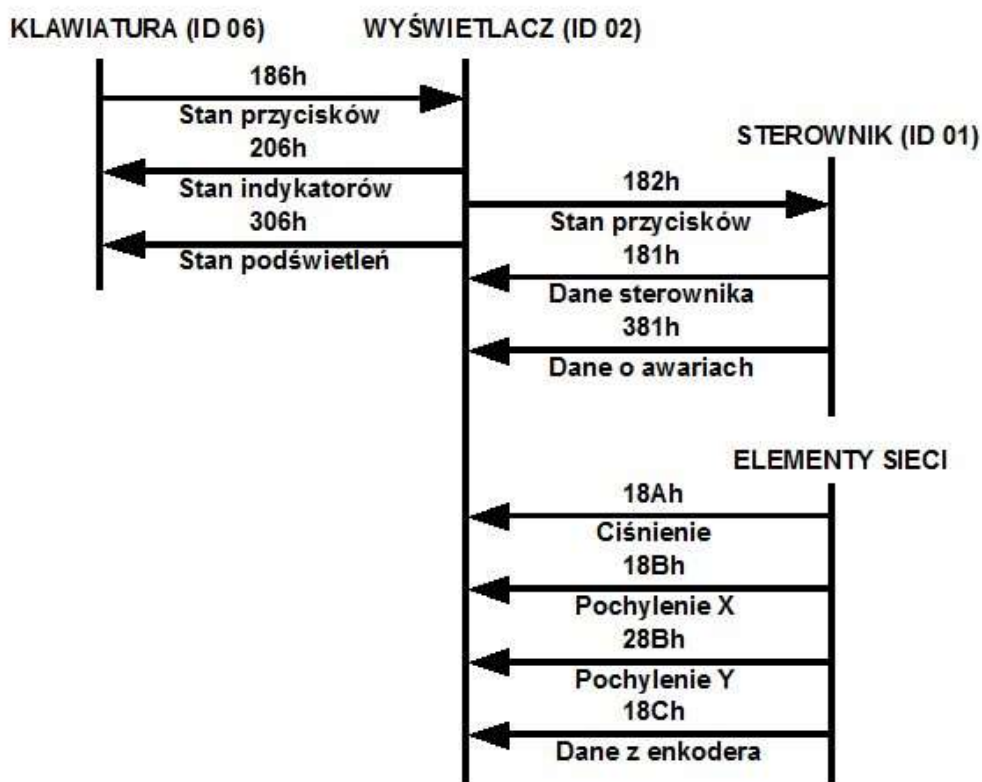 KLAWIATURA (ID 06)
WYŚWIETLACZ (ID 02)
186h
Stan przycisków
206h
Stan indykatorów
306h
Stan podświetleń
STEROWNIK (ID 01)
182h
Stan przycisków
181h
Dane sterownika
381h
Dane o awariach
ELEMENTY SIECI
18Ah
Ciśnienie
18Bh
Pochylenie X
28Bh
Pochylenie Y
18Ch
Dane z enkodera